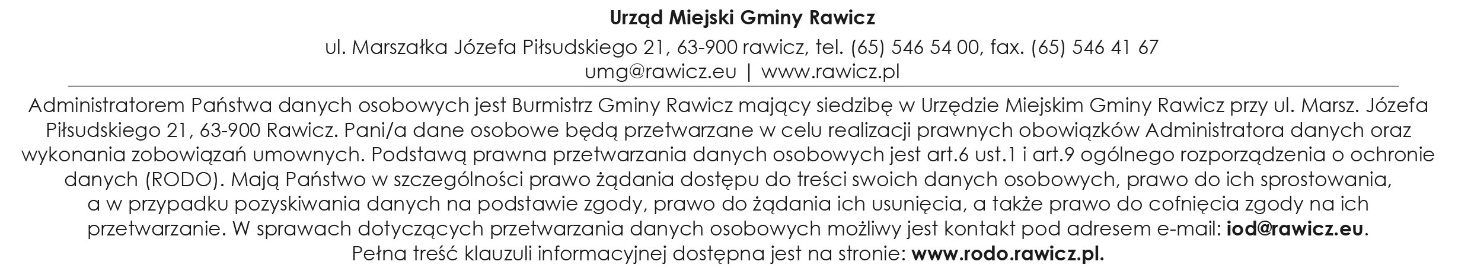 Urząd Miejski Gminy Rawicz
ul. Marszałka Józefa Piłsudskiego 21, 63-900 rawicz, tel. (65) 546 54 00, fax. (65) 546 41 67
umg@rawicz.eu | www.rawicz.pl
Administratorem Państwa danych osobowych jest Burmistrz Gminy Rawicz mający siedzibę w Urzędzie Miejskim Gminy Rawicz przy ul. Marsz. Józefa
Piłsudskiego 21, 63-900 Rawicz. Pani/a dane osobowe będą przetwarzane w celu realizacji prawnych obowiązków Administratora danych oraz
wykonania zobowiązań umownych. Podstawą prawna przetwarzania danych osobowych jest art.6 ust.1 i art.9 ogólnego rozporządzenia o ochronie
danych (RODO). Mają Państwo w szczególności prawo żądania dostępu do treści swoich danych osobowych, prawo do ich sprostowania,
a w przypadku pozyskiwania danych na podstawie zgody, prawo do żądania ich usunięcia, a także prawo do cofnięcia zgody na ich
przetwarzanie. W sprawach dotyczących przetwarzania danych osobowych możliwy jest kontakt pod adresem e-mail: iod@rawicz.eu.
Pełna treść klauzuli informacyjnej dostępna jest na stronie: www.rodo.rawicz.pl.